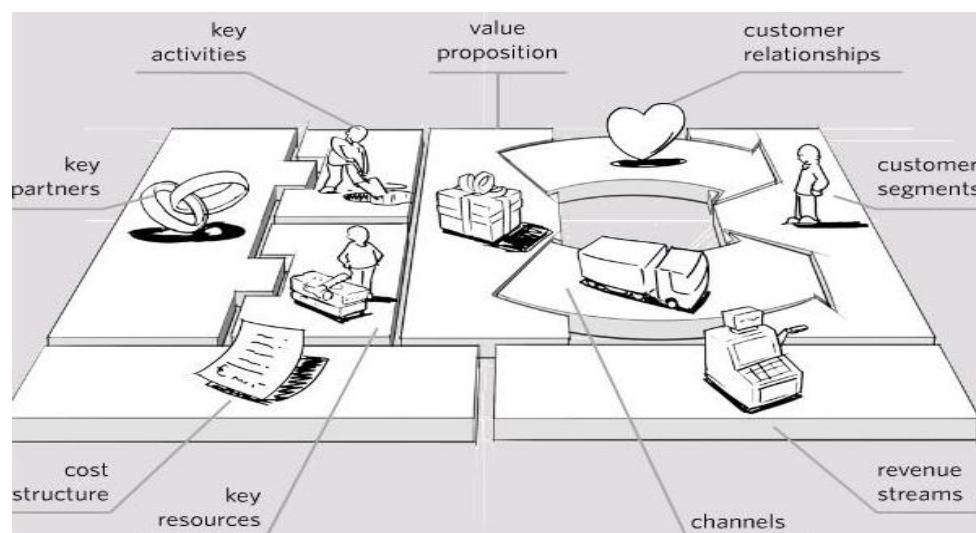 key
activities
value
proposition
customer
relationships
key
partners
customer
segments
cost
structure
key
resources
channels
revenue
streams